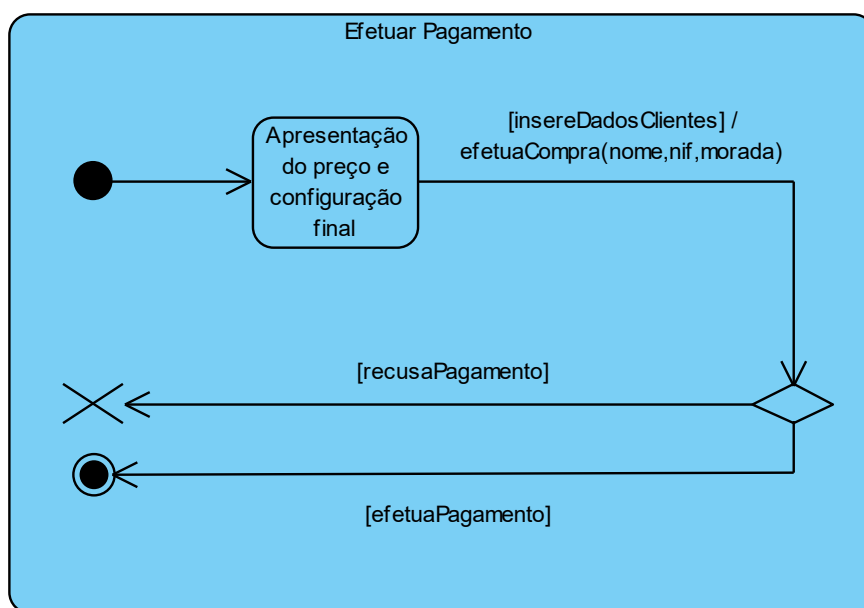 Efetuar Pagamento
[insereDadosClientes] /
efetuaCompra(nome,nif,morada)
Apresentação
do preço e
configuração
final
[recusaPagamento]
[efetuaPagamento]